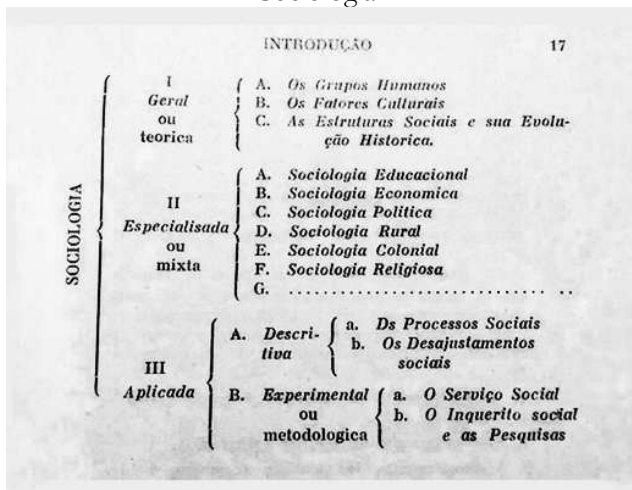 INTRODUCÇÃO 17
SOCIOLOGIA
I
Geral
ou
teorica
A. Os Grupos Humanos
B. Os Fatores Culturais
C. As Estruturas Sociais e sua Evolu-
ção Historica.
II
Especialisada
ou
mixta
A. Sociologia Educacional
B. Sociologia Economica
C. Sociologia Politica
D. Sociologia Rural
E. Sociologia Colonial
F. Sociologia Religiosa
G. .................................. ..
III
Aplicada
A. Descri-
tiva
a. Ds Processos Sociais
b. Os Desajustamentos
sociais
B. Experimental
ou
metodologica
a. O Serviço Social
b. O Inquerito social
e as Pesquisas